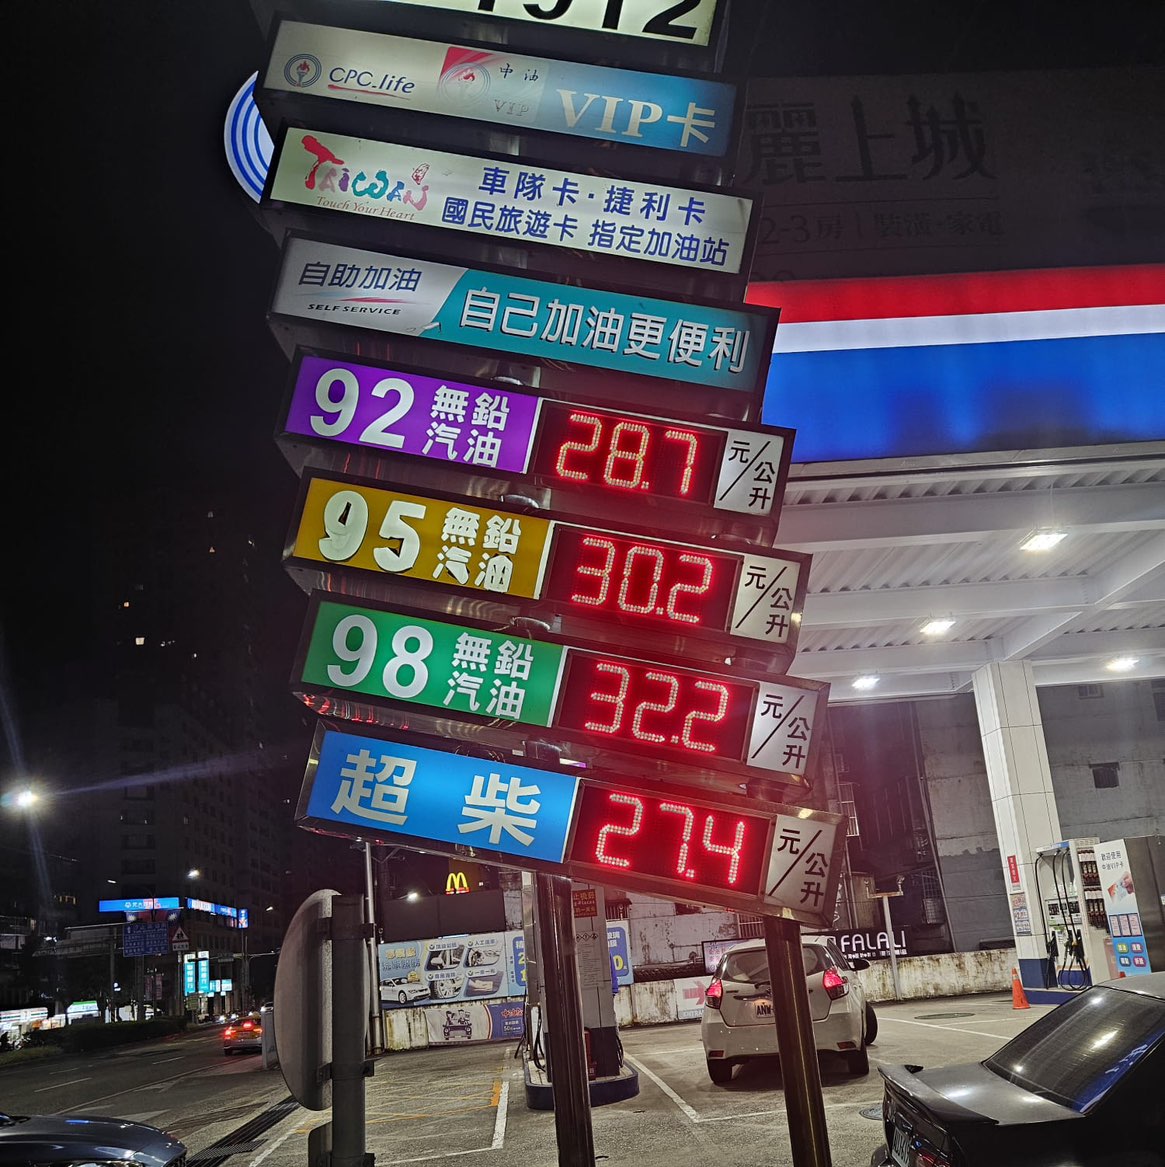 1912
CPC-life
中油
VIP
VIP卡
TAIWAN
Touch Your Heart
車隊卡·捷利卡
國民旅遊卡 指定加油站
自助加油
SELF SERVICE
自己加油更便利
92 無鉛汽油 28.7 元/公升
95 無鉛汽油 30.2 元/公升
98 無鉛汽油 32.2 元/公升
超柴 27.4 元/公升
麗上城
2-3房
FALALI